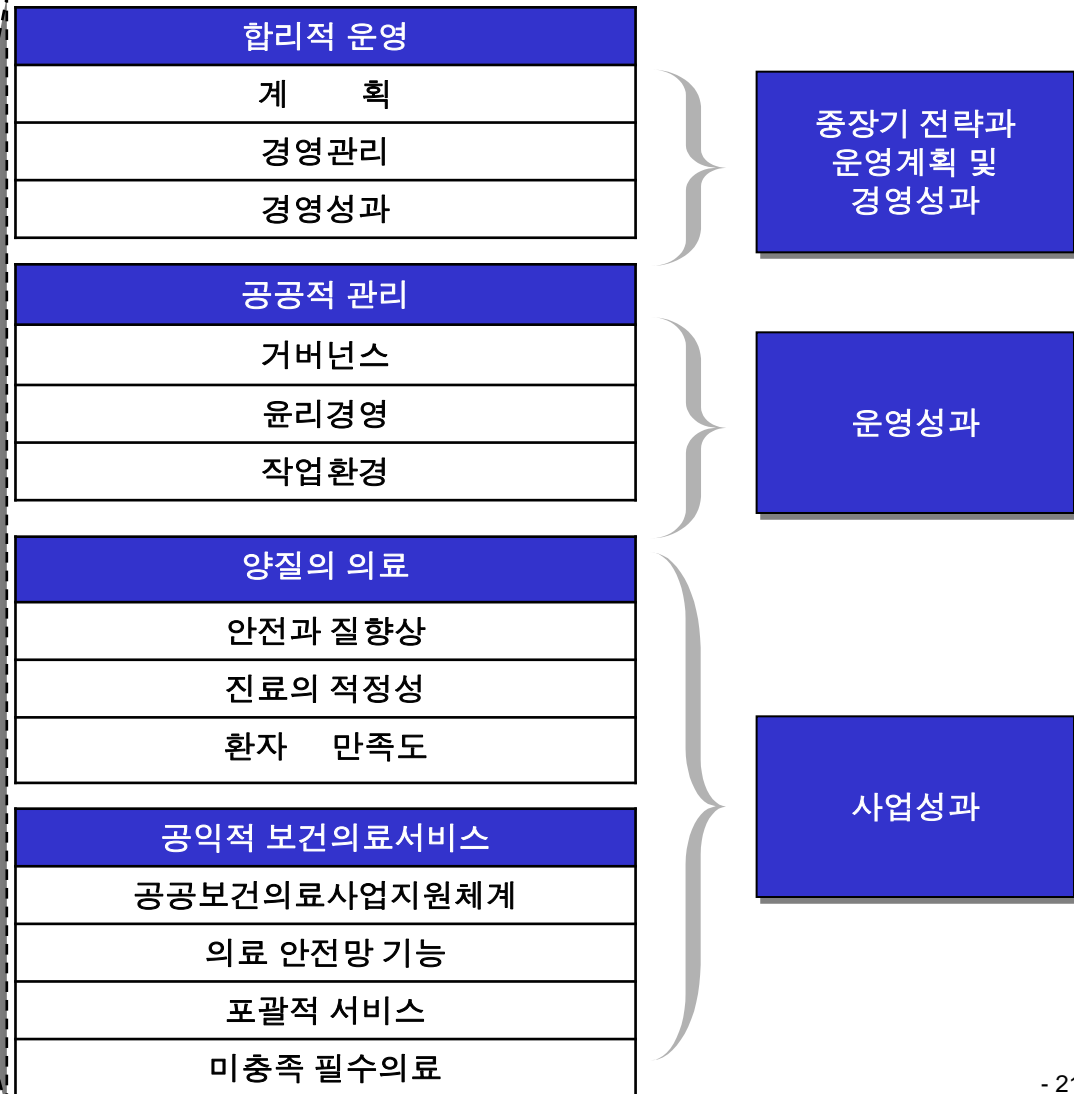 합리적 운영
계 획
경영관리
경영성과
중장기 전략과
운영계획 및
경영성과
공공적 관리
거버넌스
윤리경영
작업환경
운영성과
양질의 의료
안전과 질향상
진료의 적정성
환자 만족도
공익적 보건의료서비스
공공보건의료사업지원체계
의료 안전망 기능
포괄적 서비스
미충족 필수의료
사업성과
- 21